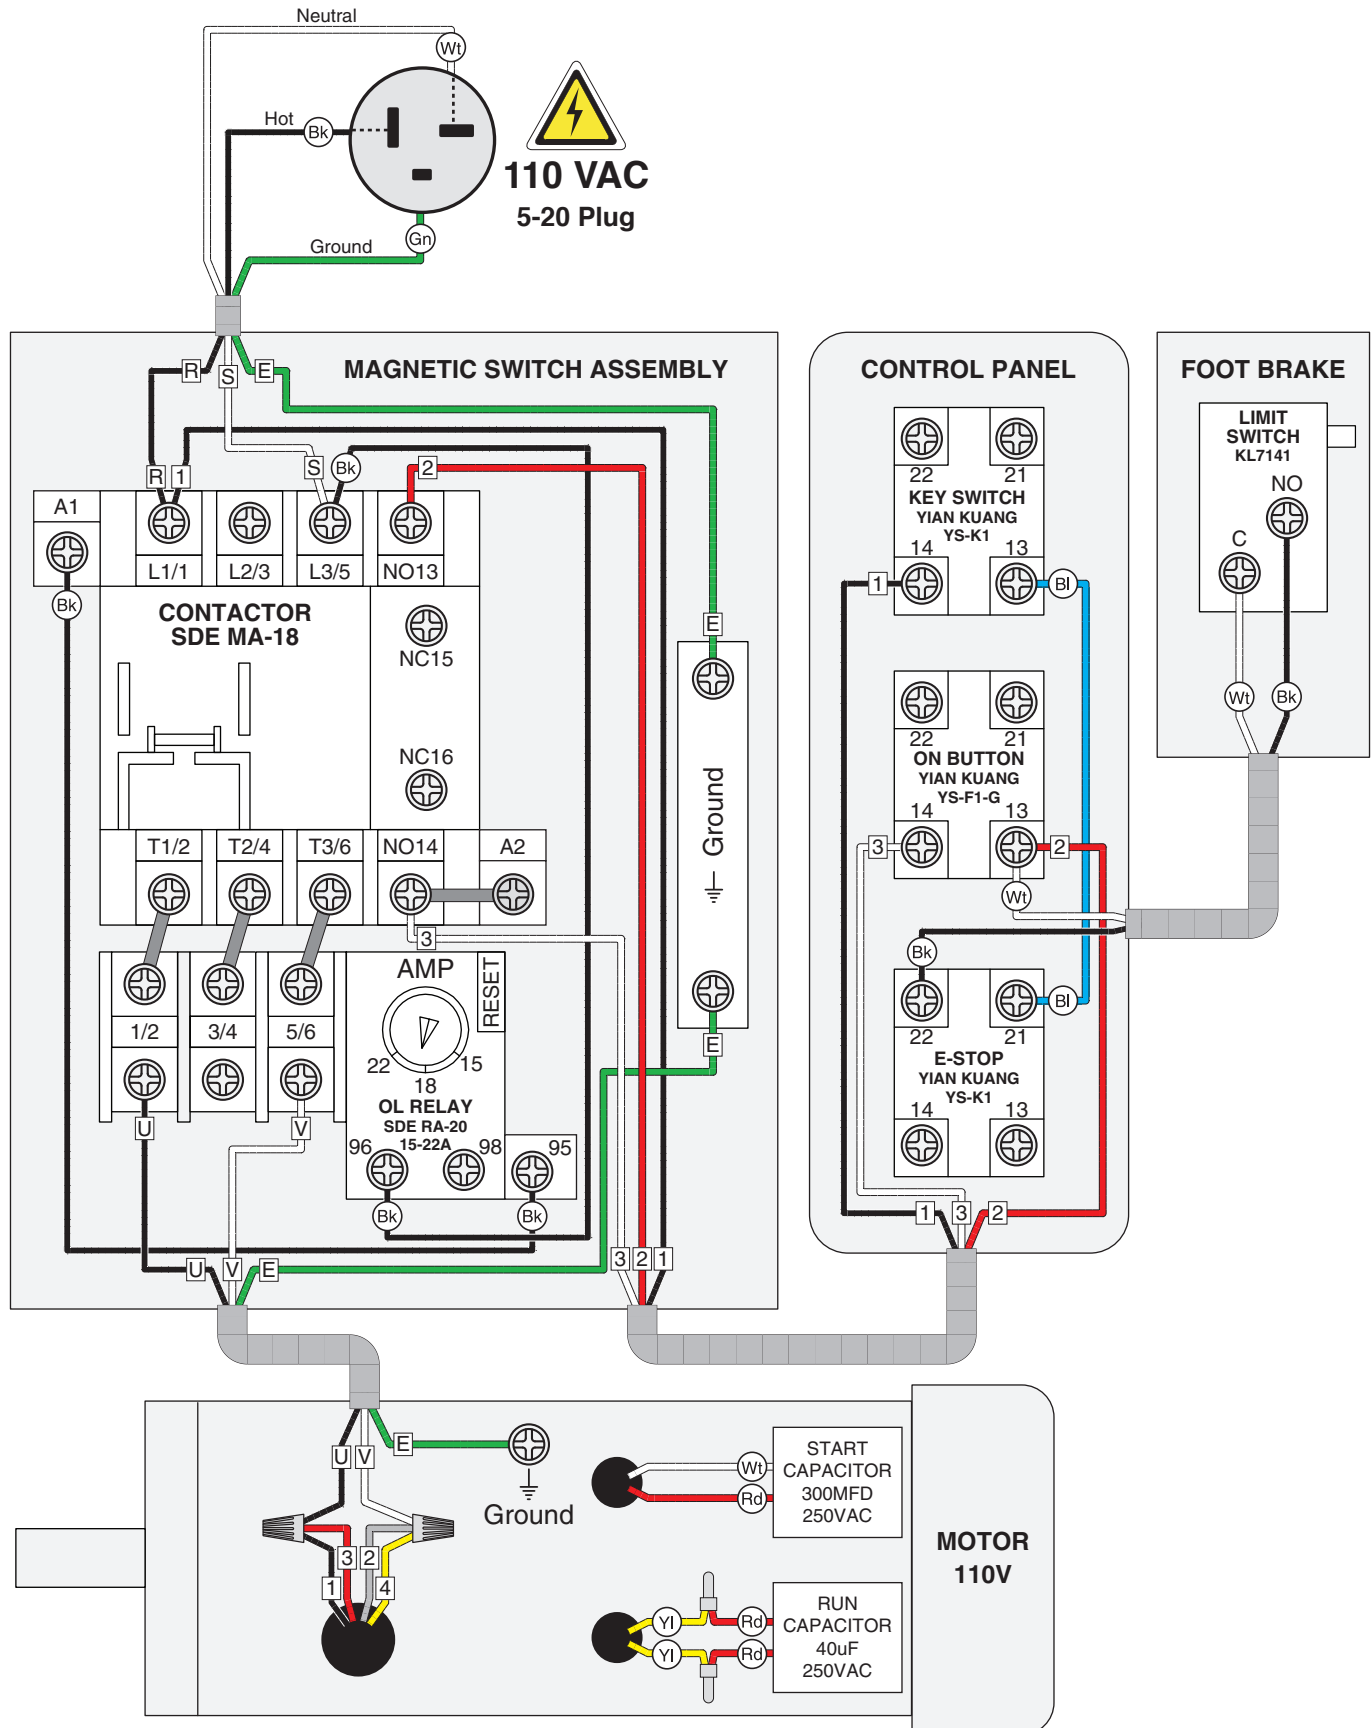 Neutral
Wt
Hot
Bk
110 VAC
5-20 Plug
Gn
Ground
MAGNETIC SWITCH ASSEMBLY
R
S
E
R
1
S
Bk
2
A1
L1/1
L2/3
L3/5
NO13
Bk
CONTACTOR
SDE MA-18
NC15
NC16
E
Ground
E
T1/2
T2/4
T3/6
NO14
A2
3
AMP
RESET
1/2
3/4
5/6
22
15
18
OL RELAY
SDE RA-20
15-22A
96
98
95
U
V
Bk
Bk
U
V
E
3
2
1
CONTROL PANEL
22
21
KEY SWITCH
YIAN KUANG
YS-K1
14
13
1
Bl
22
21
ON BUTTON
YIAN KUANG
YS-F1-G
14
13
3
2
Wt
Bk
Bl
22
21
E-STOP
YIAN KUANG
YS-K1
14
13
1
3
2
FOOT BRAKE
LIMIT
SWITCH
KL7141
NO
C
Wt
Bk
U
V
E
Ground
3
2
1
4
Wt
Rd
START
CAPACITOR
300MFD
250VAC
Yl
Rd
Yl
Rd
RUN
CAPACITOR
40uF
250VAC
MOTOR
110V